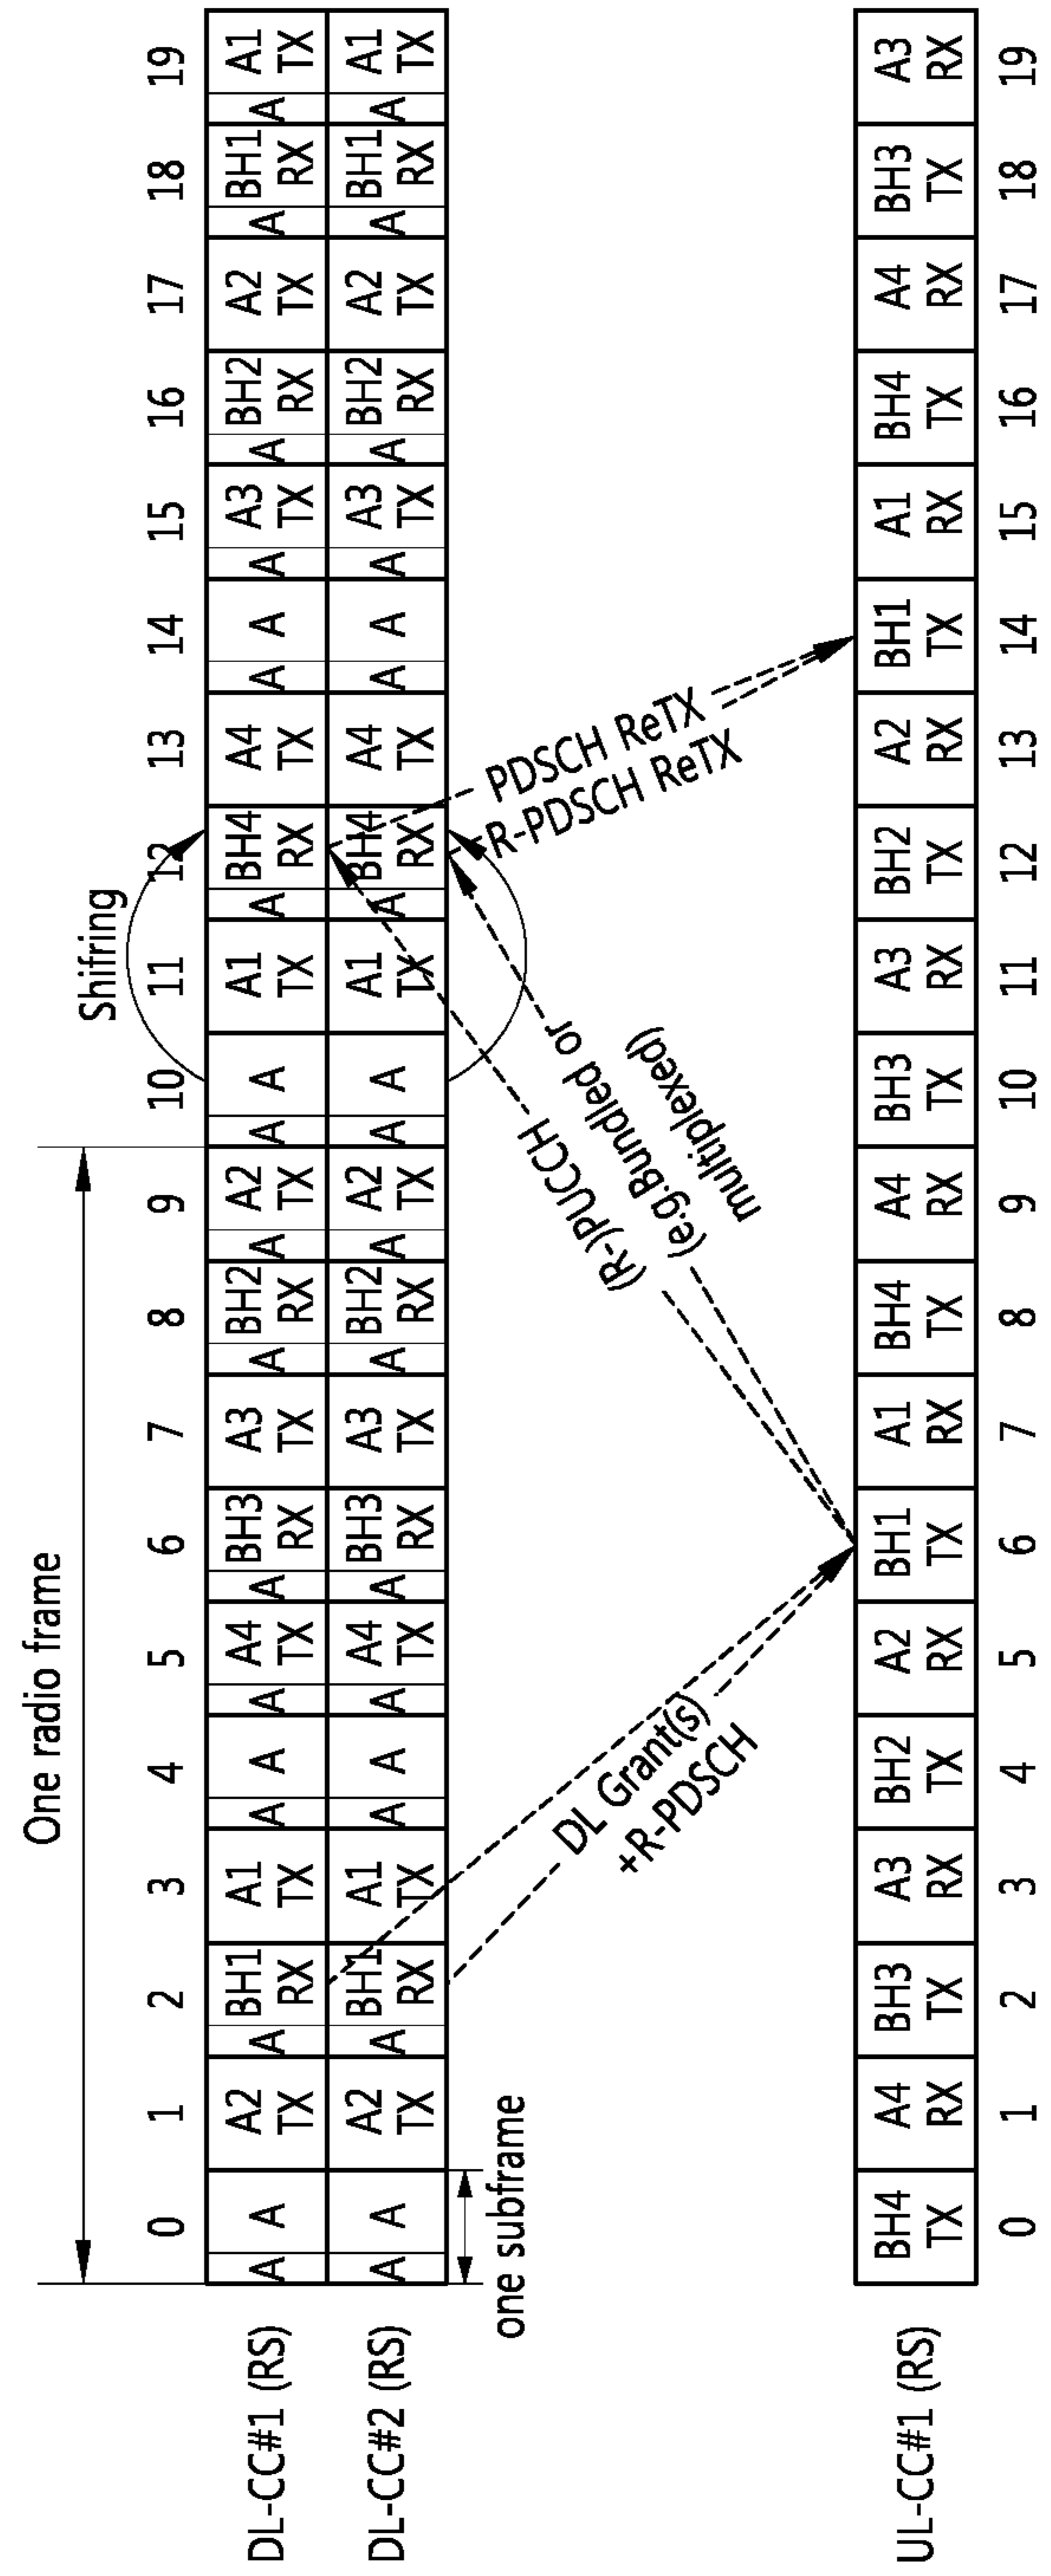 One radio frame
Shifring
0 1 2 3 4 5 6 7 8 9 10 11 12 13 14 15 16 17 18 19
DL-CC#1 (RS)
A A A2 A BH1 A1 A A A A4 A BH3 A3 A BH2 A A2 A A A1 A BH4 A4 A A A A3 A BH2 A2 A BH1 A A1
TX RX TX TX RX TX RX TX TX RX TX TX RX TX RX TX
DL-CC#2 (RS)
A A A2 A BH1 A1 A A A A4 A BH3 A3 A BH2 A A2 A A A1 A BH4 A4 A A A A3 A BH2 A2 A BH1 A A1
TX RX TX TX RX TX RX TX TX RX TX TX RX TX RX TX
one subframe
DL Grant(s)
+R-PDSCH
(R-)PUCCH
(e.g.Bundled or
multiplexed)
PDSCH ReTX
R-PDSCH ReTX
UL-CC#1 (RS)
BH4 A4 BH3 A3 BH2 A2 BH1 A1 BH4 A4 BH3 A3 BH2 A2 BH1 A1 BH4 A4 BH3 A3
TX RX TX RX TX RX TX RX TX RX TX RX TX RX TX RX TX RX TX RX
0 1 2 3 4 5 6 7 8 9 10 11 12 13 14 15 16 17 18 19